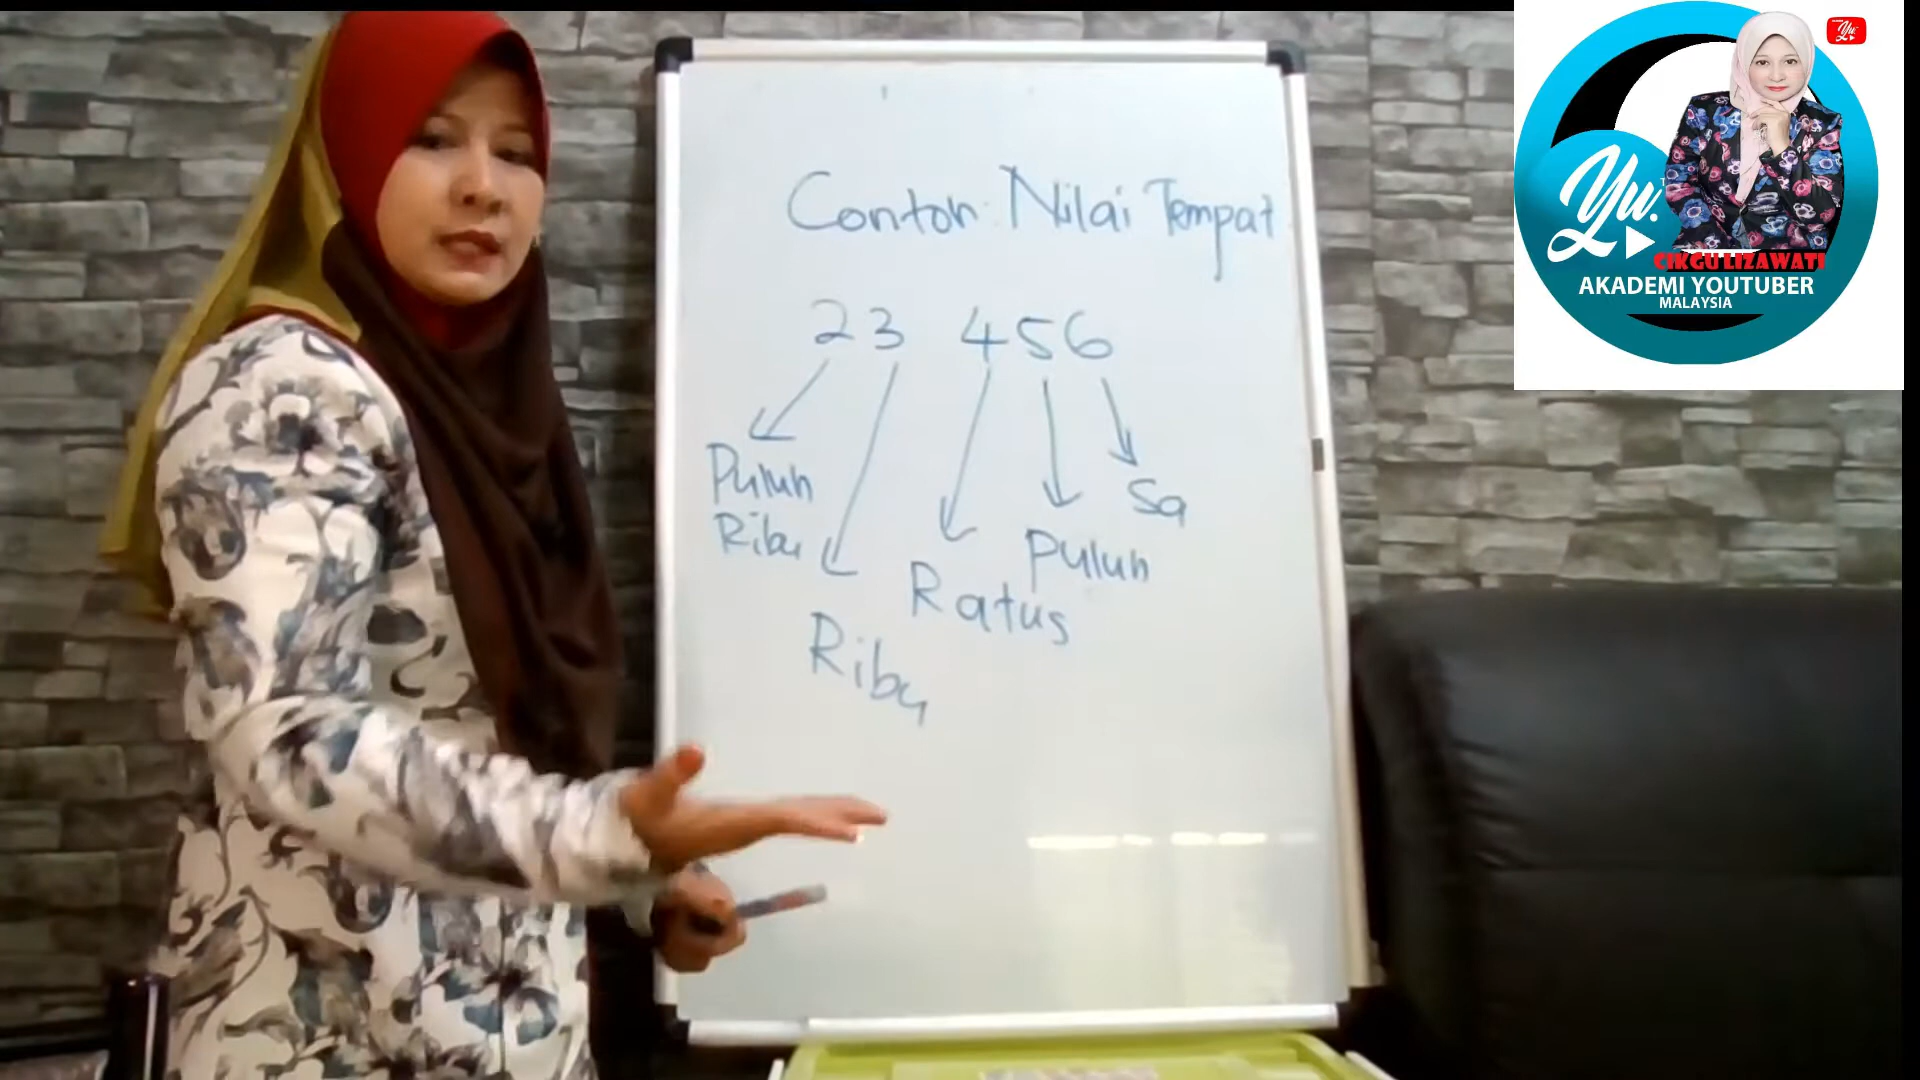 Contoh Nilai Tempat
23 456
Puluh
Ribu
Ribu
Ratus
Puluh
Sa
Yu.
CIKGU LIZAWATI
AKADEMI YOUTUBER
MALAYSIA